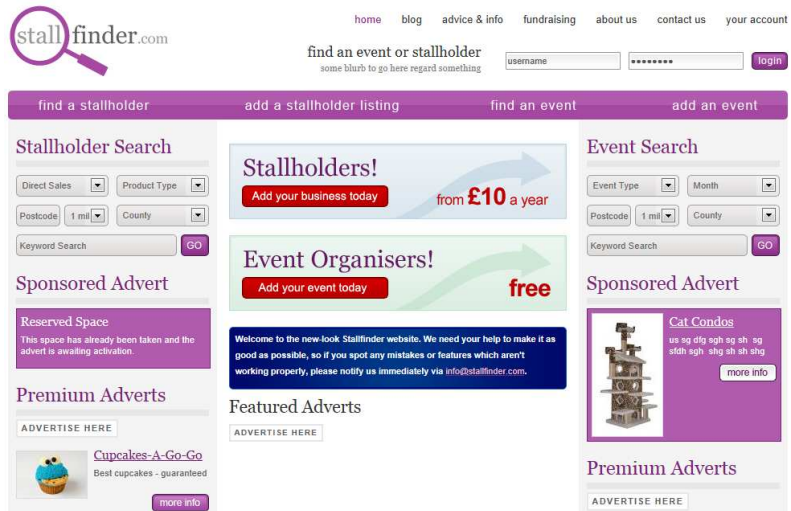 stallfinder.com
home blog advice & info fundraising about us contact us your account
find an event or stallholder
some blurb to go here regard something
username •••••••• login
find a stallholder add a stallholder listing find an event add an event
Stallholder Search
Direct Sales Product Type
Postcode 1 mil County
Keyword Search GO
Sponsored Advert
Reserved Space
This space has already been taken and the
advert is awaiting activation.
Premium Adverts
ADVERTISE HERE
Cupcakes-A-Go-Go
Best cupcakes - guaranteed
more info
Stallholders!
Add your business today from £10 a year
Event Organisers!
Add your event today free
Welcome to the new-look Stallfinder website. We need your help to make it as
good as possible, so if you spot any mistakes or features which aren't
working properly, please notify us immediately via info@stallfinder.com.
Featured Adverts
ADVERTISE HERE
Event Search
Event Type Month
Postcode 1 mil County
Keyword Search GO
Sponsored Advert
Cat Condos
us sg dfg sgh sg sh sg
sfdh sgh shg sh sh shg
more info
Premium Adverts
ADVERTISE HERE